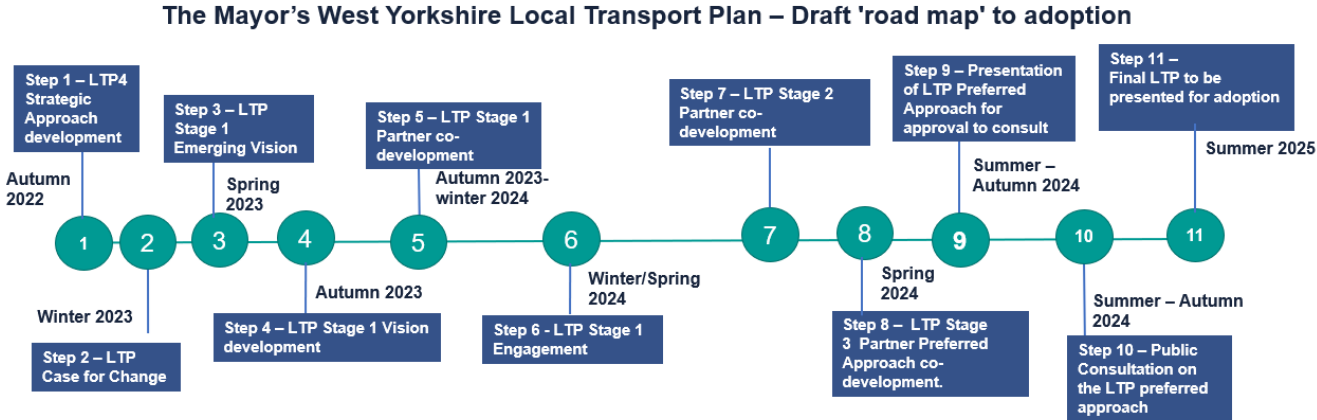 The Mayor’s West Yorkshire Local Transport Plan – Draft 'road map' to adoption
Step 1 – LTP4
Strategic
Approach
development
Autumn
2022
1
2
Winter 2023
Step 2 – LTP
Case for Change
Step 3 – LTP
Stage 1
Emerging Vision
Spring
2023
3
4
Autumn 2023
Step 4 – LTP Stage 1 Vision
development
Step 5 – LTP Stage 1
Partner co-
development
Autumn 2023-
winter 2024
5
6
Winter/Spring
2024
Step 6 - LTP Stage 1
Engagement
Step 7 – LTP Stage 2
Partner co-
development
7
8
Spring
2024
Step 8 – LTP Stage
3 Partner Preferred
Approach co-
development.
Step 9 – Presentation
of LTP Preferred
Approach for
approval to consult
Summer –
Autumn 2024
9
10
Summer – Autumn
2024
Step 10 – Public
Consultation on
the LTP preferred
approach
Step 11 –
Final LTP to be
presented for adoption
Summer 2025
11